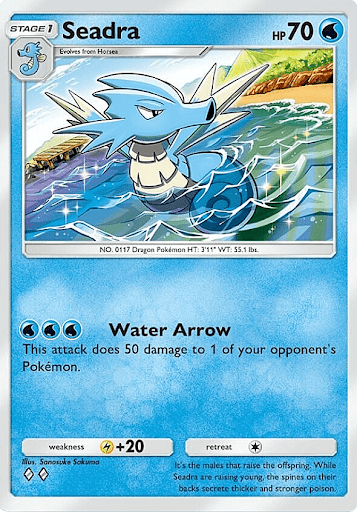 STAGE 1
Seadra
HP 70
Evolves from Horsea
NO. 0117 Dragon Pokémon HT: 3'11" WT: 55.1 lbs.
Water Arrow
This attack does 50 damage to 1 of your opponent's
Pokémon.
weakness +20
retreat
Illus. Sanosuke Sakuma
It's the males that raise the offspring. While
Seadra are raising young, the spines on their
backs secrete thicker and stronger poison.